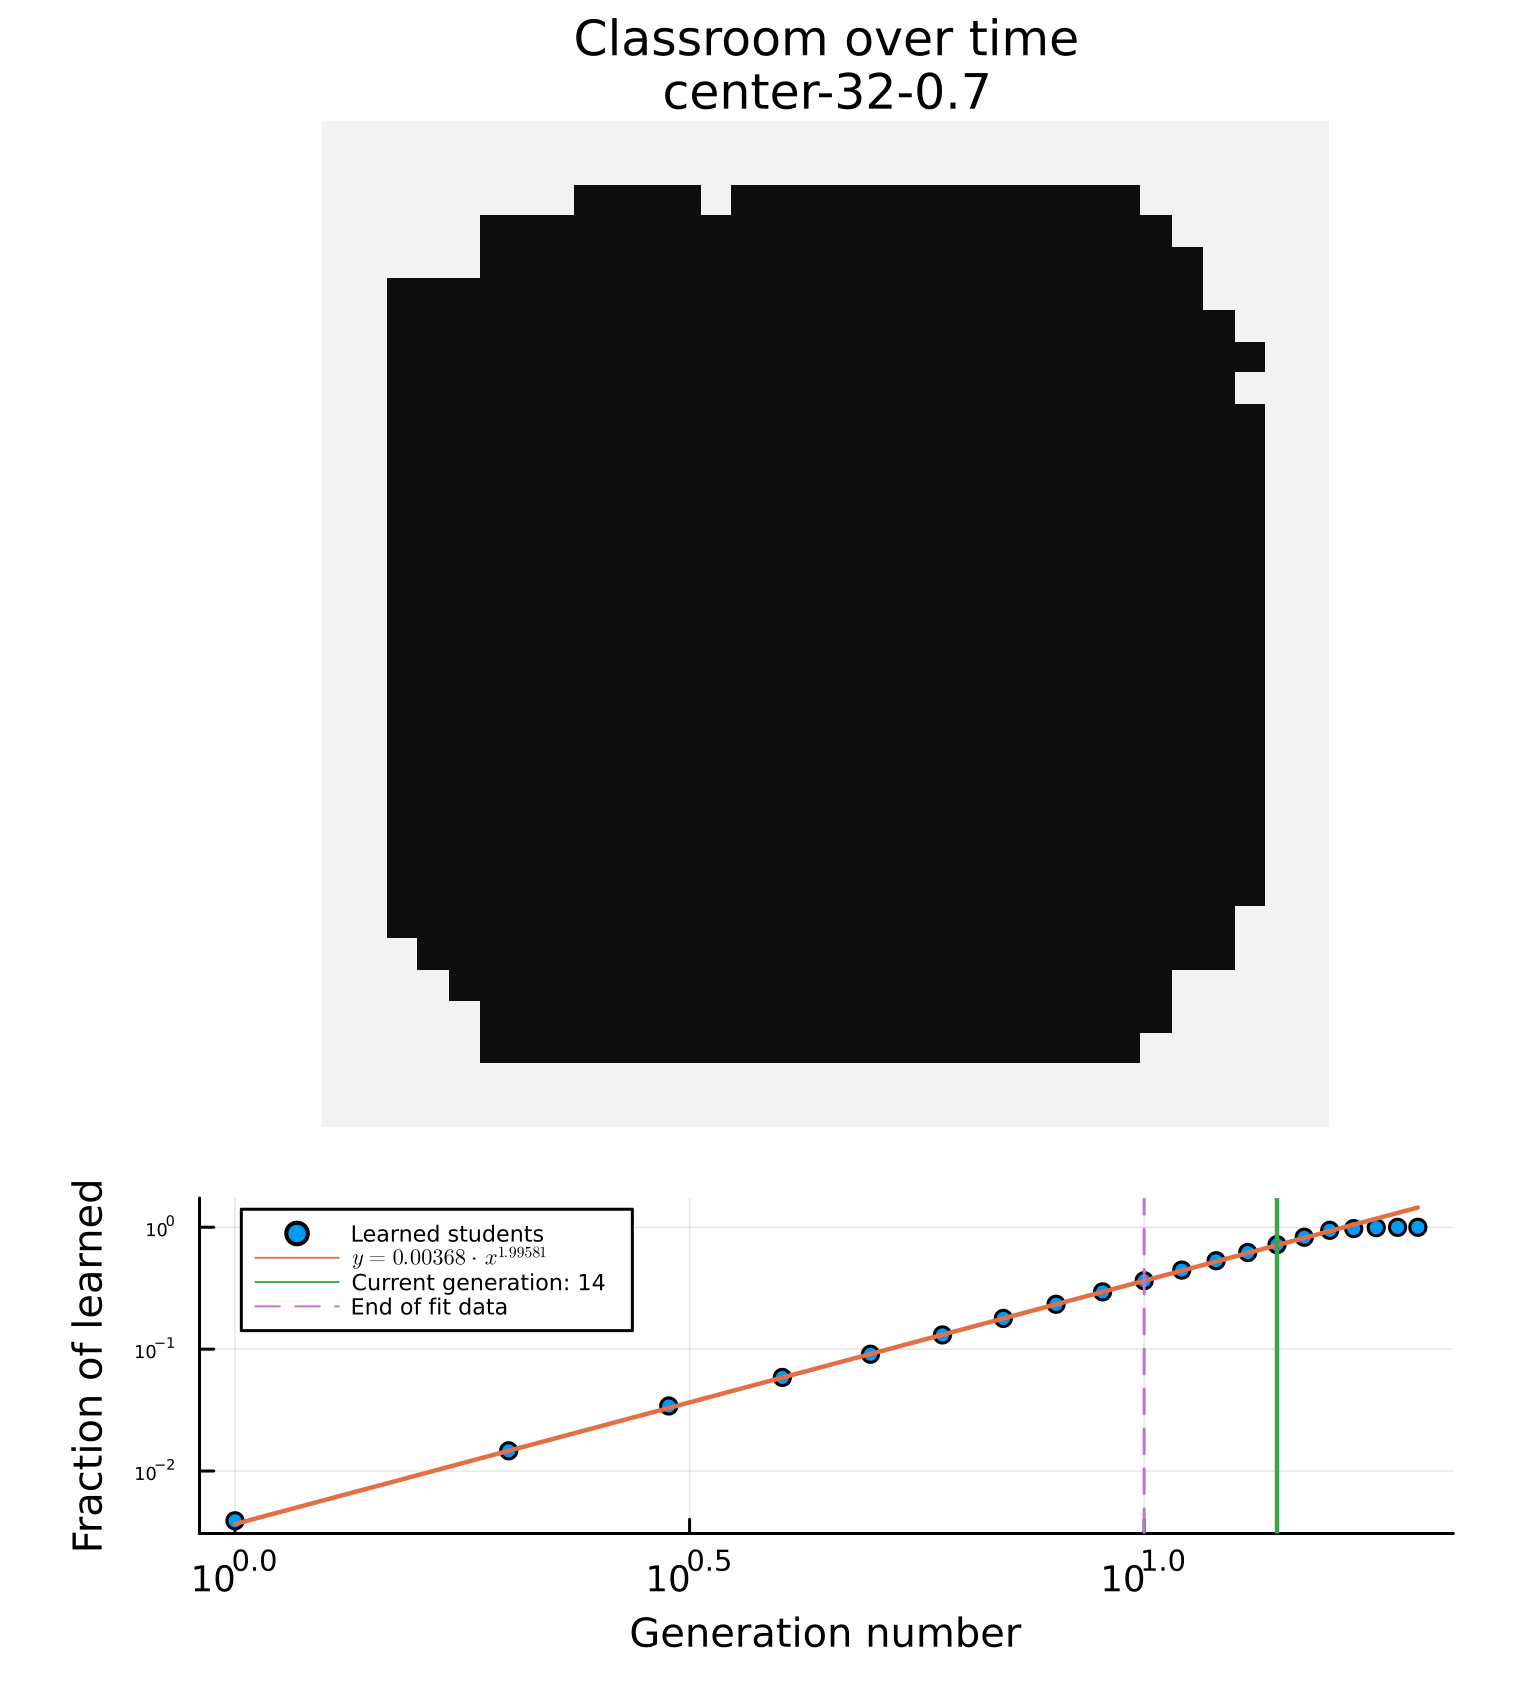 Classroom over time
center-32-0.7
Fraction of learned
10⁰
10⁻¹
10⁻²
Learned students
y = 0.00368 · x^1.99581
Current generation: 14
End of fit data
10^0.0 10^0.5 10^1.0
Generation number